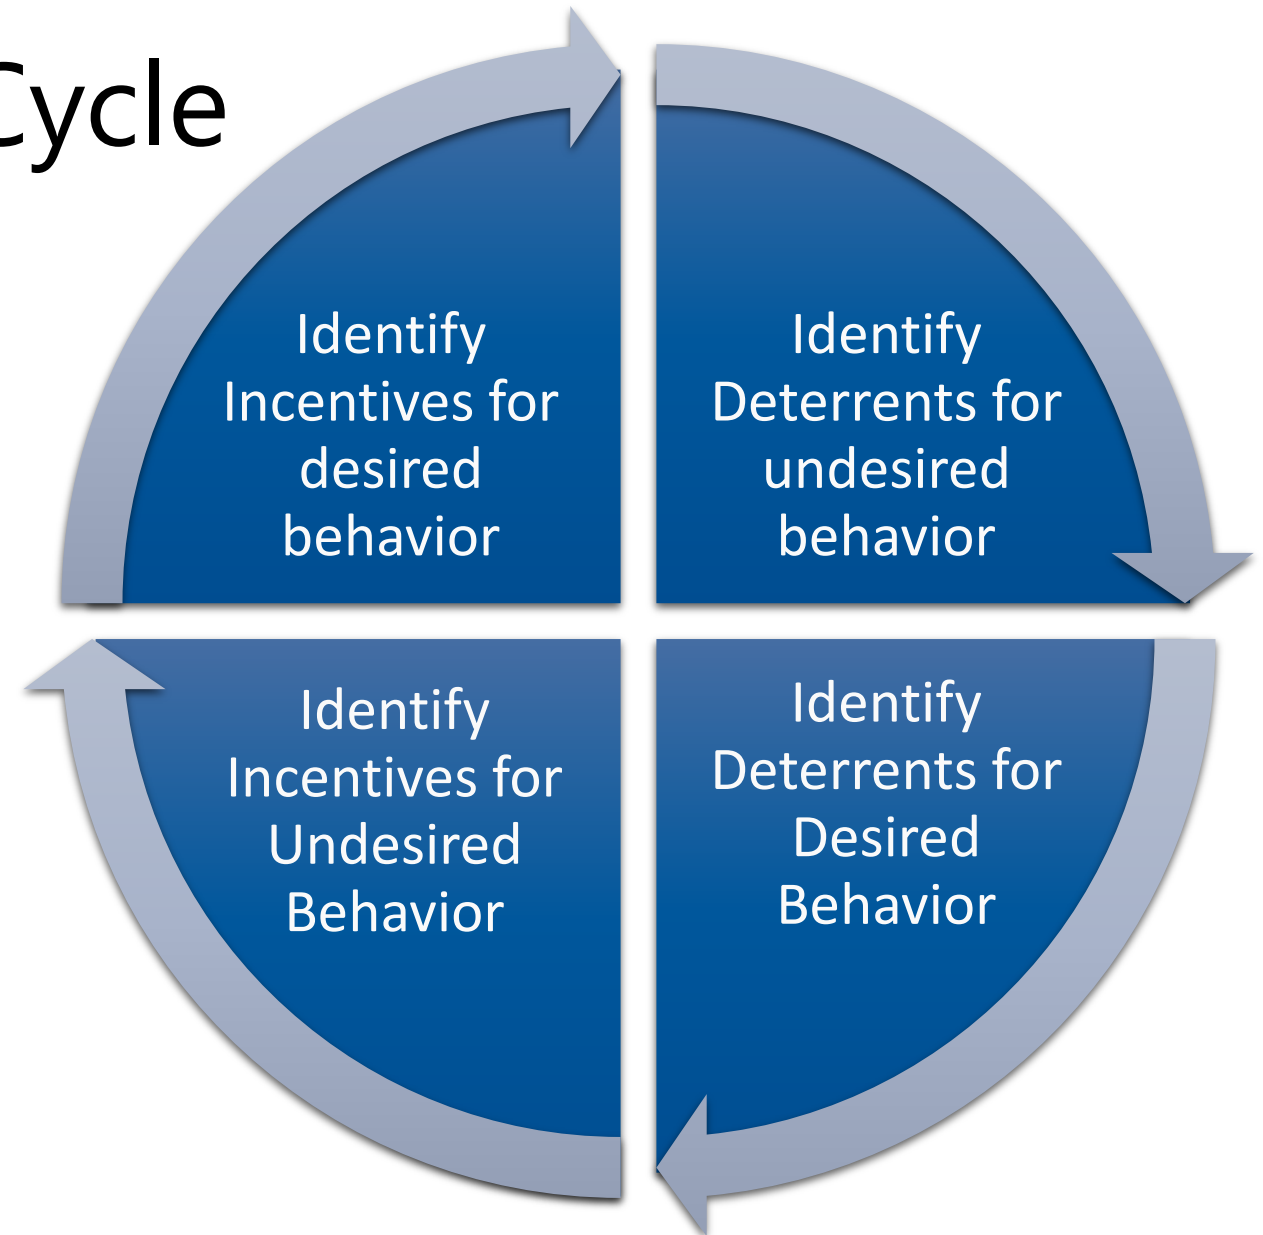 Cycle
Identify
Incentives for
desired
behavior
Identify
Deterrents for
undesired
behavior
Identify
Incentives for
Undesired
Behavior
Identify
Deterrents for
Desired
Behavior